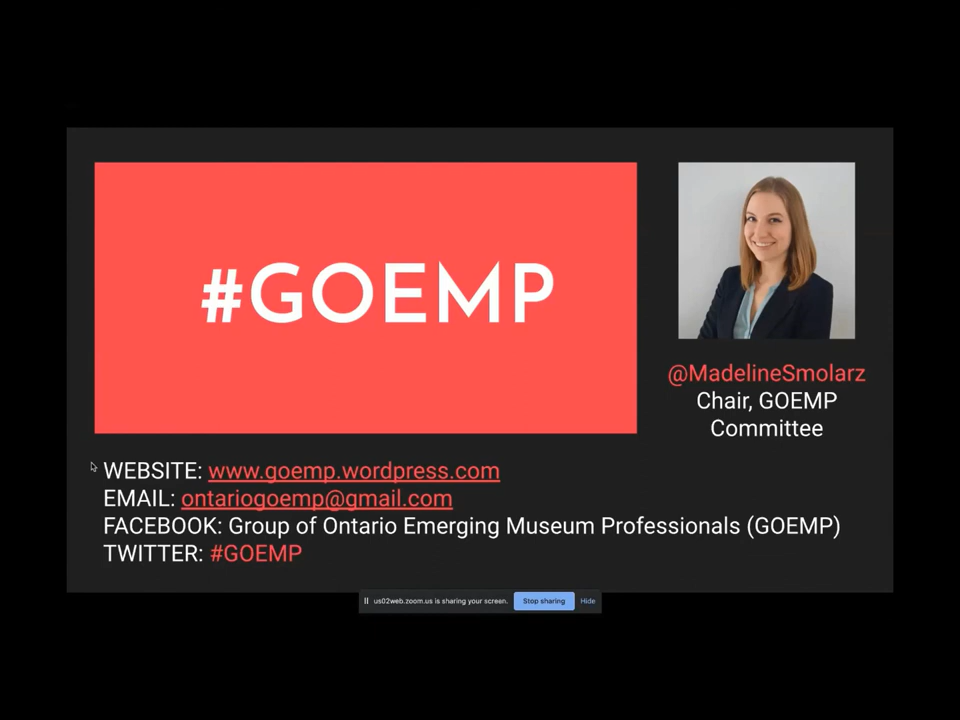 #GOEMP
@MadelineSmolarz
Chair, GOEMP
Committee
WEBSITE: www.goemp.wordpress.com
EMAIL: ontariogoemp@gmail.com
FACEBOOK: Group of Ontario Emerging Museum Professionals (GOEMP)
TWITTER: #GOEMP
us02web.zoom.us is sharing your screen. Stop sharing Hide